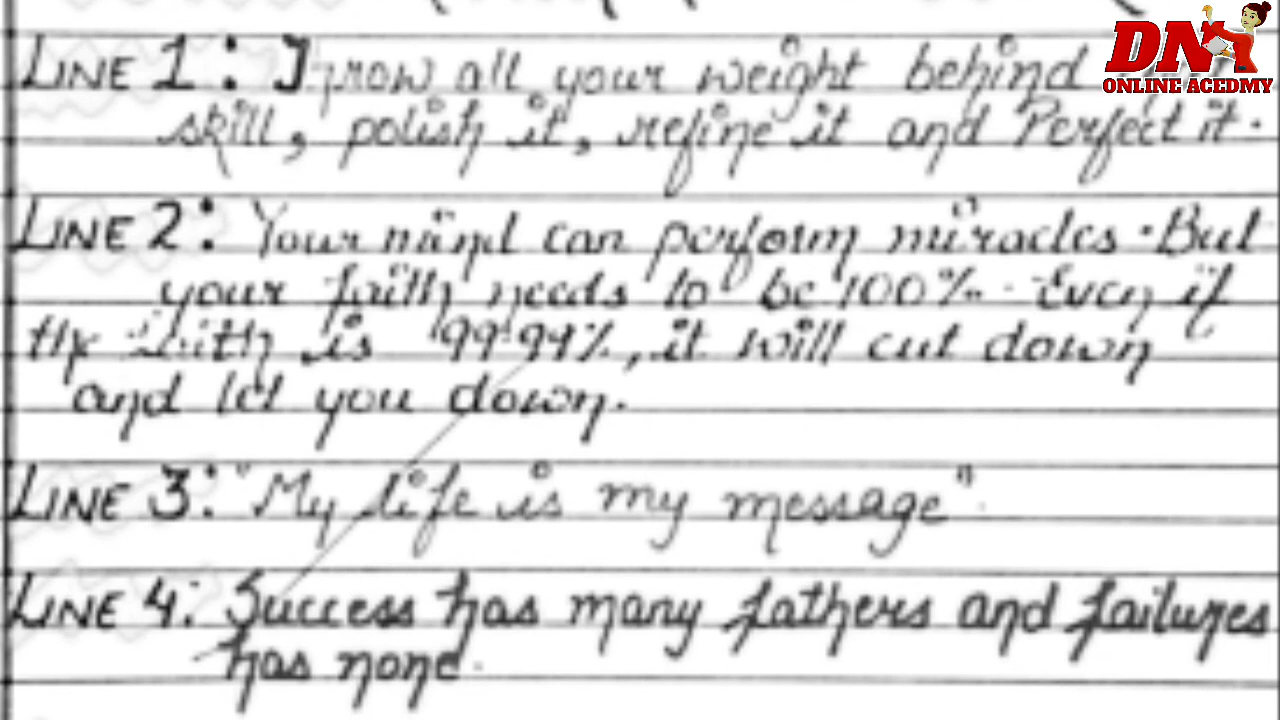 LINE 1: Throw all your weight behind
skill, polish it, refine it and Perfect it.
LINE 2: Your mind can perform miracles. But
your faith needs to be 100%. Even if
the faith is 99.99%, it will cut down
and let you down.
LINE 3: "My life is my message".
LINE 4: Success has many fathers and failures
has none.
DNA
ONLINE ACEDMY